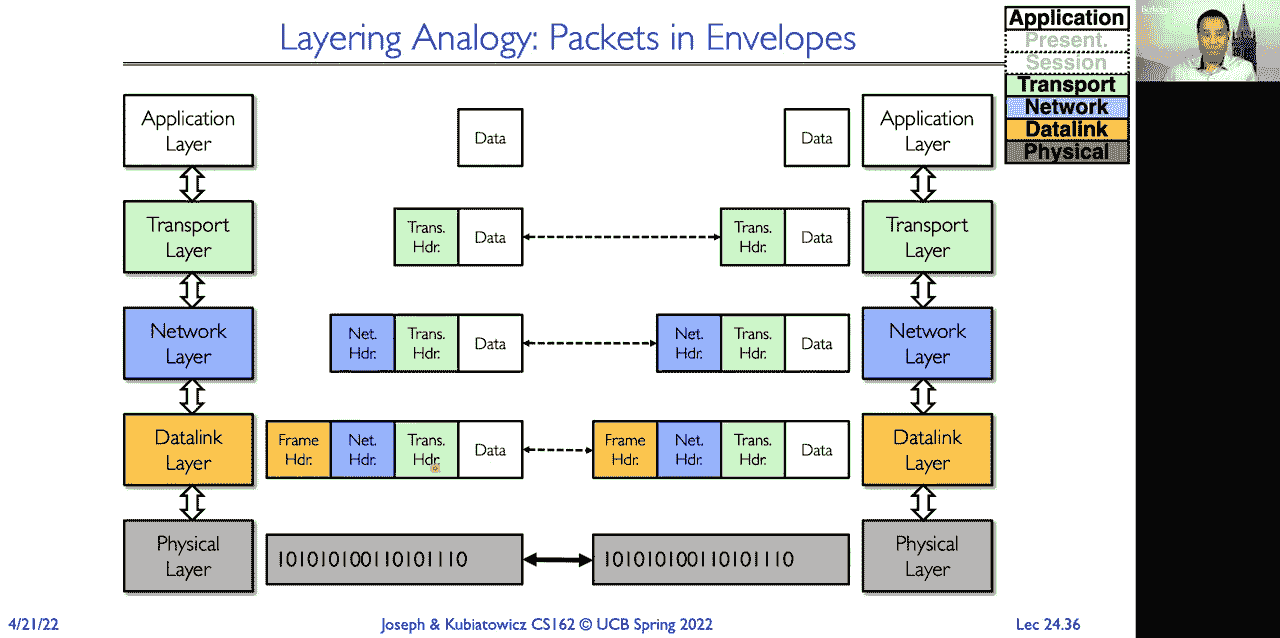 Layering Analogy: Packets in Envelopes
Application
Present.
Session
Transport
Network
Datalink
Physical
Application
Layer
Data
Data
Application
Layer
Transport
Layer
Trans.
Hdr.
Data
Trans.
Hdr.
Data
Transport
Layer
Network
Layer
Net.
Hdr.
Trans.
Hdr.
Data
Net.
Hdr.
Trans.
Hdr.
Data
Network
Layer
Datalink
Layer
Frame
Hdr.
Net.
Hdr.
Trans.
Hdr.
Data
Frame
Hdr.
Net.
Hdr.
Trans.
Hdr.
Data
Datalink
Layer
Physical
Layer
101010100110101110
101010100110101110
Physical
Layer
4/21/22
Joseph & Kubiatowicz CS162 © UCB Spring 2022
Lec 24.36